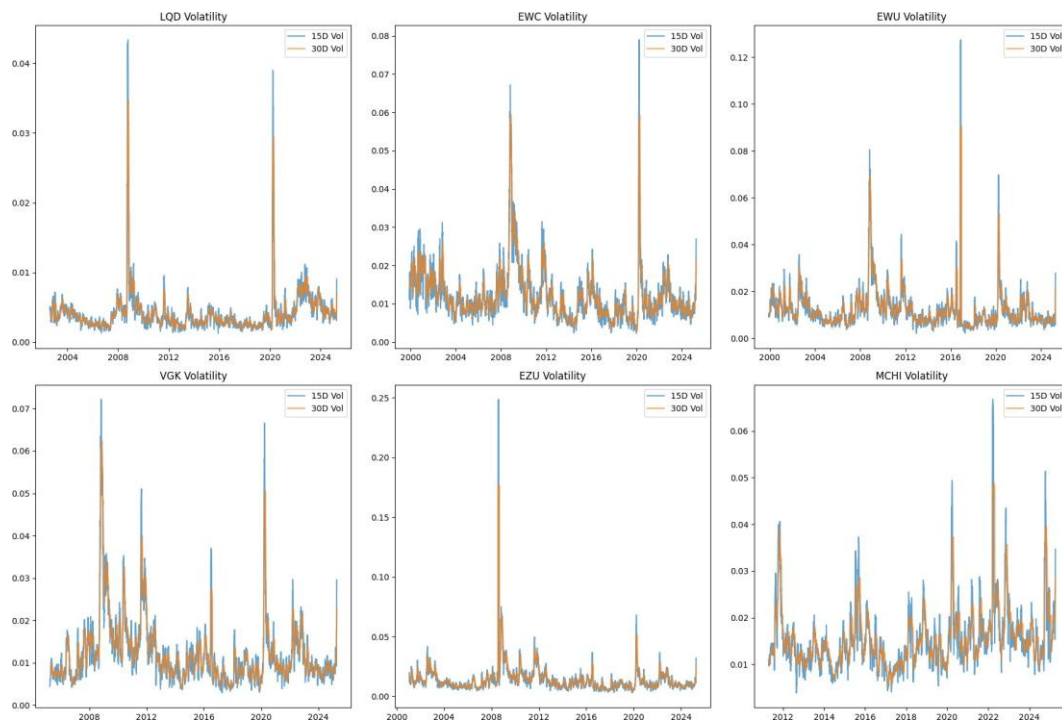 LQD Volatility
15D Vol
30D Vol
0.04
0.03
0.02
0.01
0.00
2004 2008 2012 2016 2020 2024
EWC Volatility
15D Vol
30D Vol
0.08
0.07
0.06
0.05
0.04
0.03
0.02
0.01
0.00
2000 2004 2008 2012 2016 2020 2024
EWU Volatility
15D Vol
30D Vol
0.12
0.10
0.08
0.06
0.04
0.02
0.00
2000 2004 2008 2012 2016 2020 2024
VGK Volatility
15D Vol
30D Vol
0.07
0.06
0.05
0.04
0.03
0.02
0.01
0.00
2008 2012 2016 2020 2024
EZU Volatility
15D Vol
30D Vol
0.25
0.20
0.15
0.10
0.05
0.00
2000 2004 2008 2012 2016 2020 2024
MCHI Volatility
15D Vol
30D Vol
0.06
0.05
0.04
0.03
0.02
0.01
2012 2014 2016 2018 2020 2022 2024